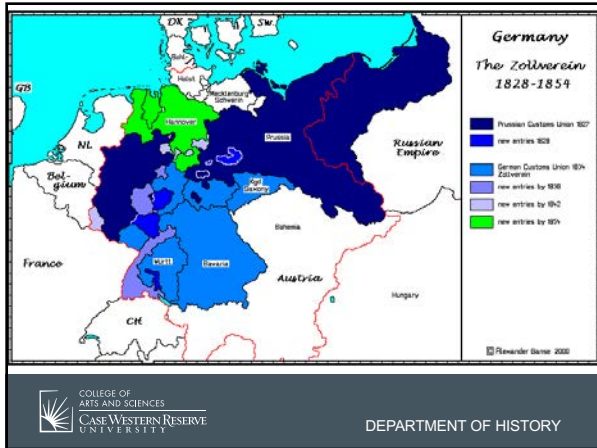 Germany
The Zollverein
1828-1854
Prussian Customs Union 1827
new entries 1828
German Customs Union 1834
Zollverein
new entries by 1836
new entries by 1842
new entries by 1854
© Alexander Ganse 2000
DK
SW.
GB
Holst.
Mecklenburg
Schwerin
Hannover
NL
Prussia
Russian
Empire
Bel-
gium
Kgr.
Saxony
Bohemia
France
Württ
Bavaria
Austria
Hungary
CH
COLLEGE OF
ARTS AND SCIENCES
CASE WESTERN RESERVE
UNIVERSITY
DEPARTMENT OF HISTORY